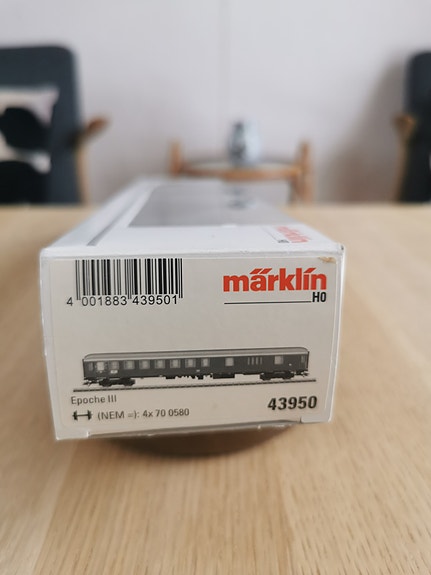 märklin
H0
4 001883 439501
Epoche III
(NEM =): 4x 70 0580
43950